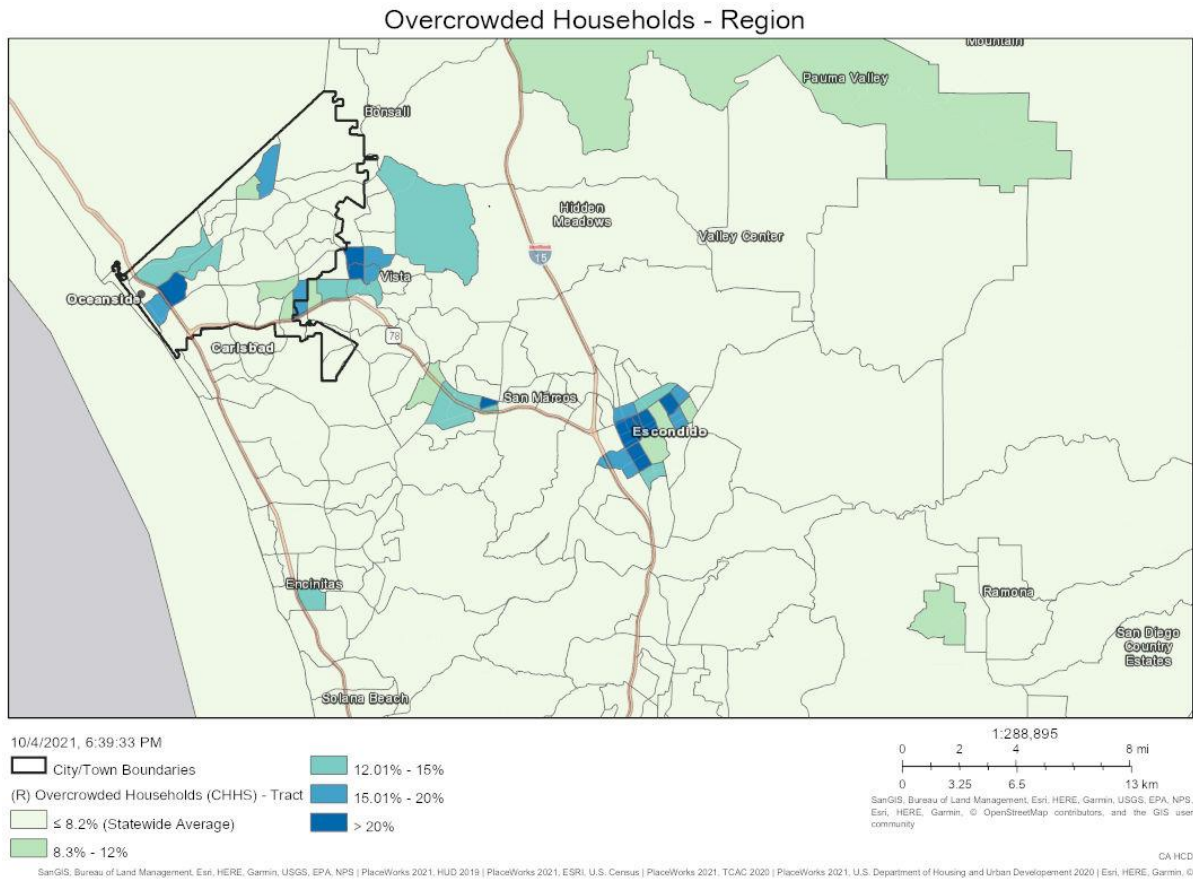 Overcrowded Households - Region
Mountain
Pauma Valley
Bonsall
Hidden
Meadows
Valley Center
15
Vista
Oceanside
Carlsbad
78
San Marcos
Escondido
Encinitas
Ramona
San Diego
Country
Estates
Solana Beach
10/4/2021, 6:39:33 PM
City/Town Boundaries
(R) Overcrowded Households (CHHS) - Tract
≤ 8.2% (Statewide Average)
8.3% - 12%
12.01% - 15%
15.01% - 20%
> 20%
1:288,895
0 2 4 8 mi
0 3.25 6.5 13 km
SanGIS, Bureau of Land Management, Esri, HERE, Garmin, USGS, EPA, NPS,
Esri, HERE, Garmin, © OpenStreetMap contributors, and the GIS user
community
CA HCD
SanGIS, Bureau of Land Management, Esri, HERE, Garmin, USGS, EPA, NPS | PlaceWorks 2021, HUD 2019 | PlaceWorks 2021, ESRI, U.S. Census | PlaceWorks 2021, TCAC 2020 | PlaceWorks 2021, U.S. Department of Housing and Urban Developement 2020 | Esri, HERE, Garmin, ©